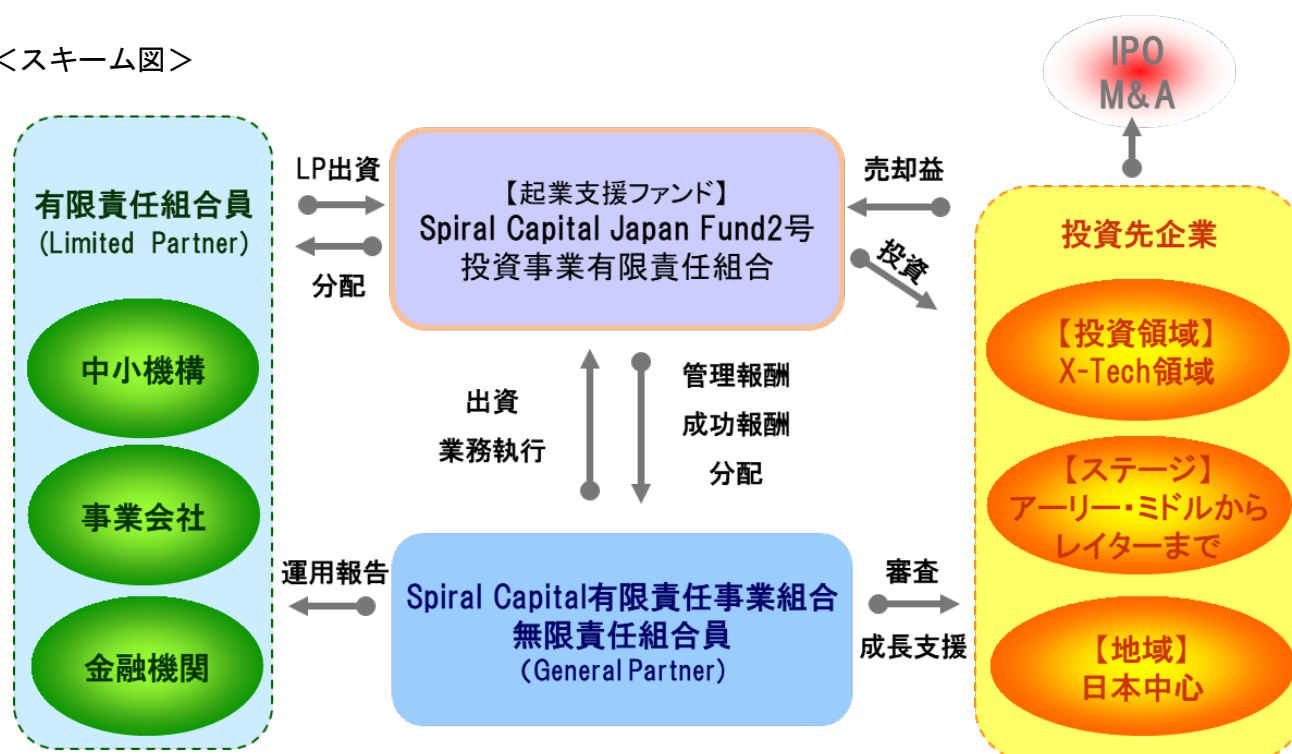 <スキーム図>
IPO
M&A
有限責任組合員
(Limited Partner)
中小機構
事業会社
金融機関
LP出資
分配
【起業支援ファンド】
Spiral Capital Japan Fund2号
投資事業有限責任組合
売却益
投資
出資
業務執行
管理報酬
成功報酬
分配
運用報告
Spiral Capital有限責任事業組合
無限責任組合員
(General Partner)
審査
成長支援
投資先企業
【投資領域】
X-Tech領域
【ステージ】
アーリー・ミドルから
レイターまで
【地域】
日本中心